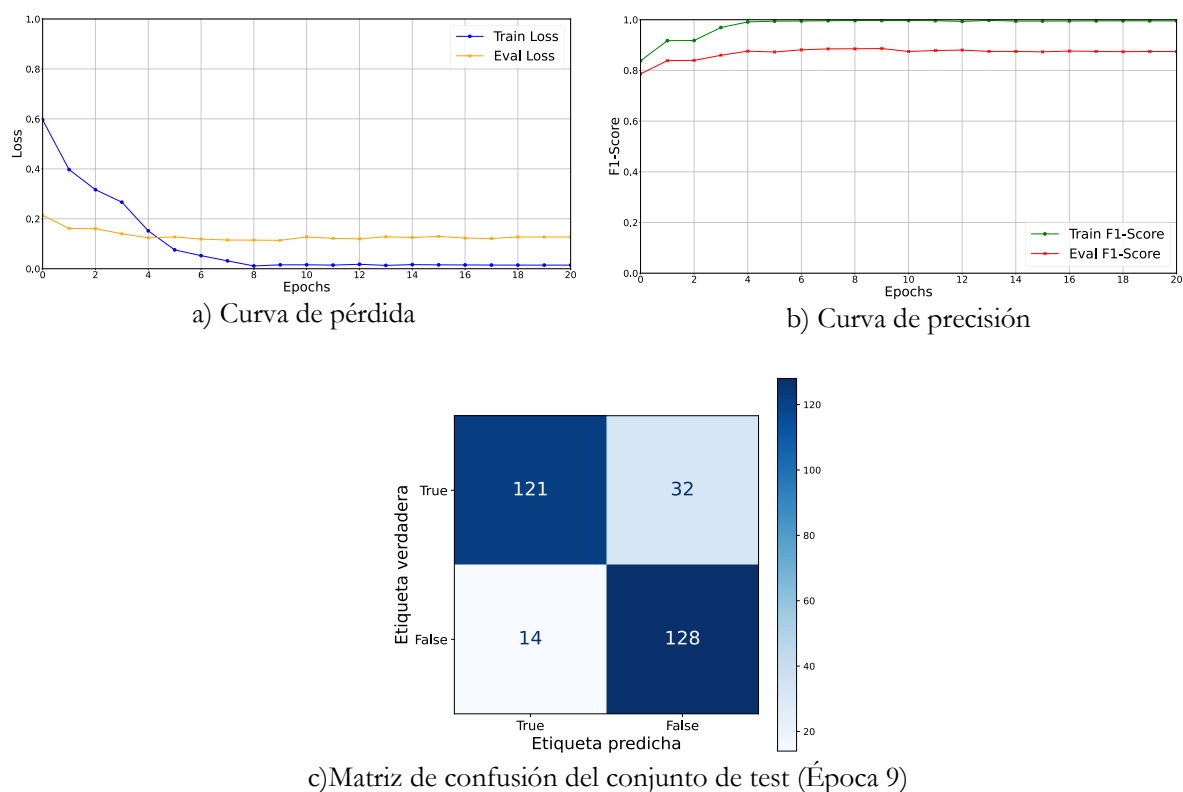 1.0
0.8
0.6
0.4
0.2
0.0
Loss
0 2 4 6 8 10 12 14 16 18 20
Epochs
Train Loss
Eval Loss
a) Curva de pérdida
1.0
0.8
0.6
0.4
0.2
0.0
F1-Score
0 2 4 6 8 10 12 14 16 18 20
Epochs
Train F1-Score
Eval F1-Score
b) Curva de precisión
Etiqueta verdadera
True
121 32
False
14 128
True False
Etiqueta predicha
120
100
80
60
40
20
c)Matriz de confusión del conjunto de test (Época 9)